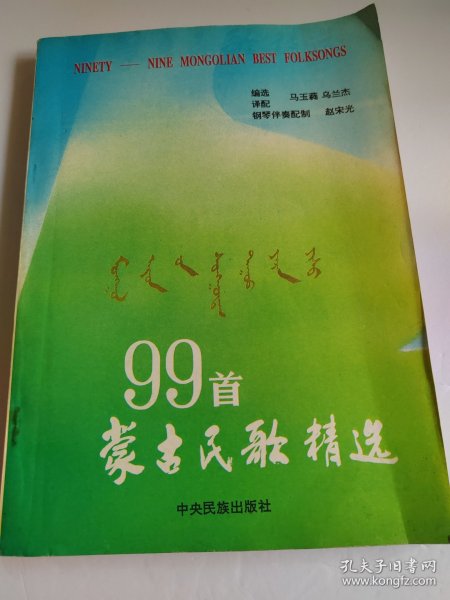 NINETY — NINE MONGOLIAN BEST FOLKSONGS
编选
译配 马玉蕤 乌兰杰
钢琴伴奏配制 赵宋光
99首
蒙古民歌精选
中央民族出版社
孔夫子旧书网
www.kongfz.com